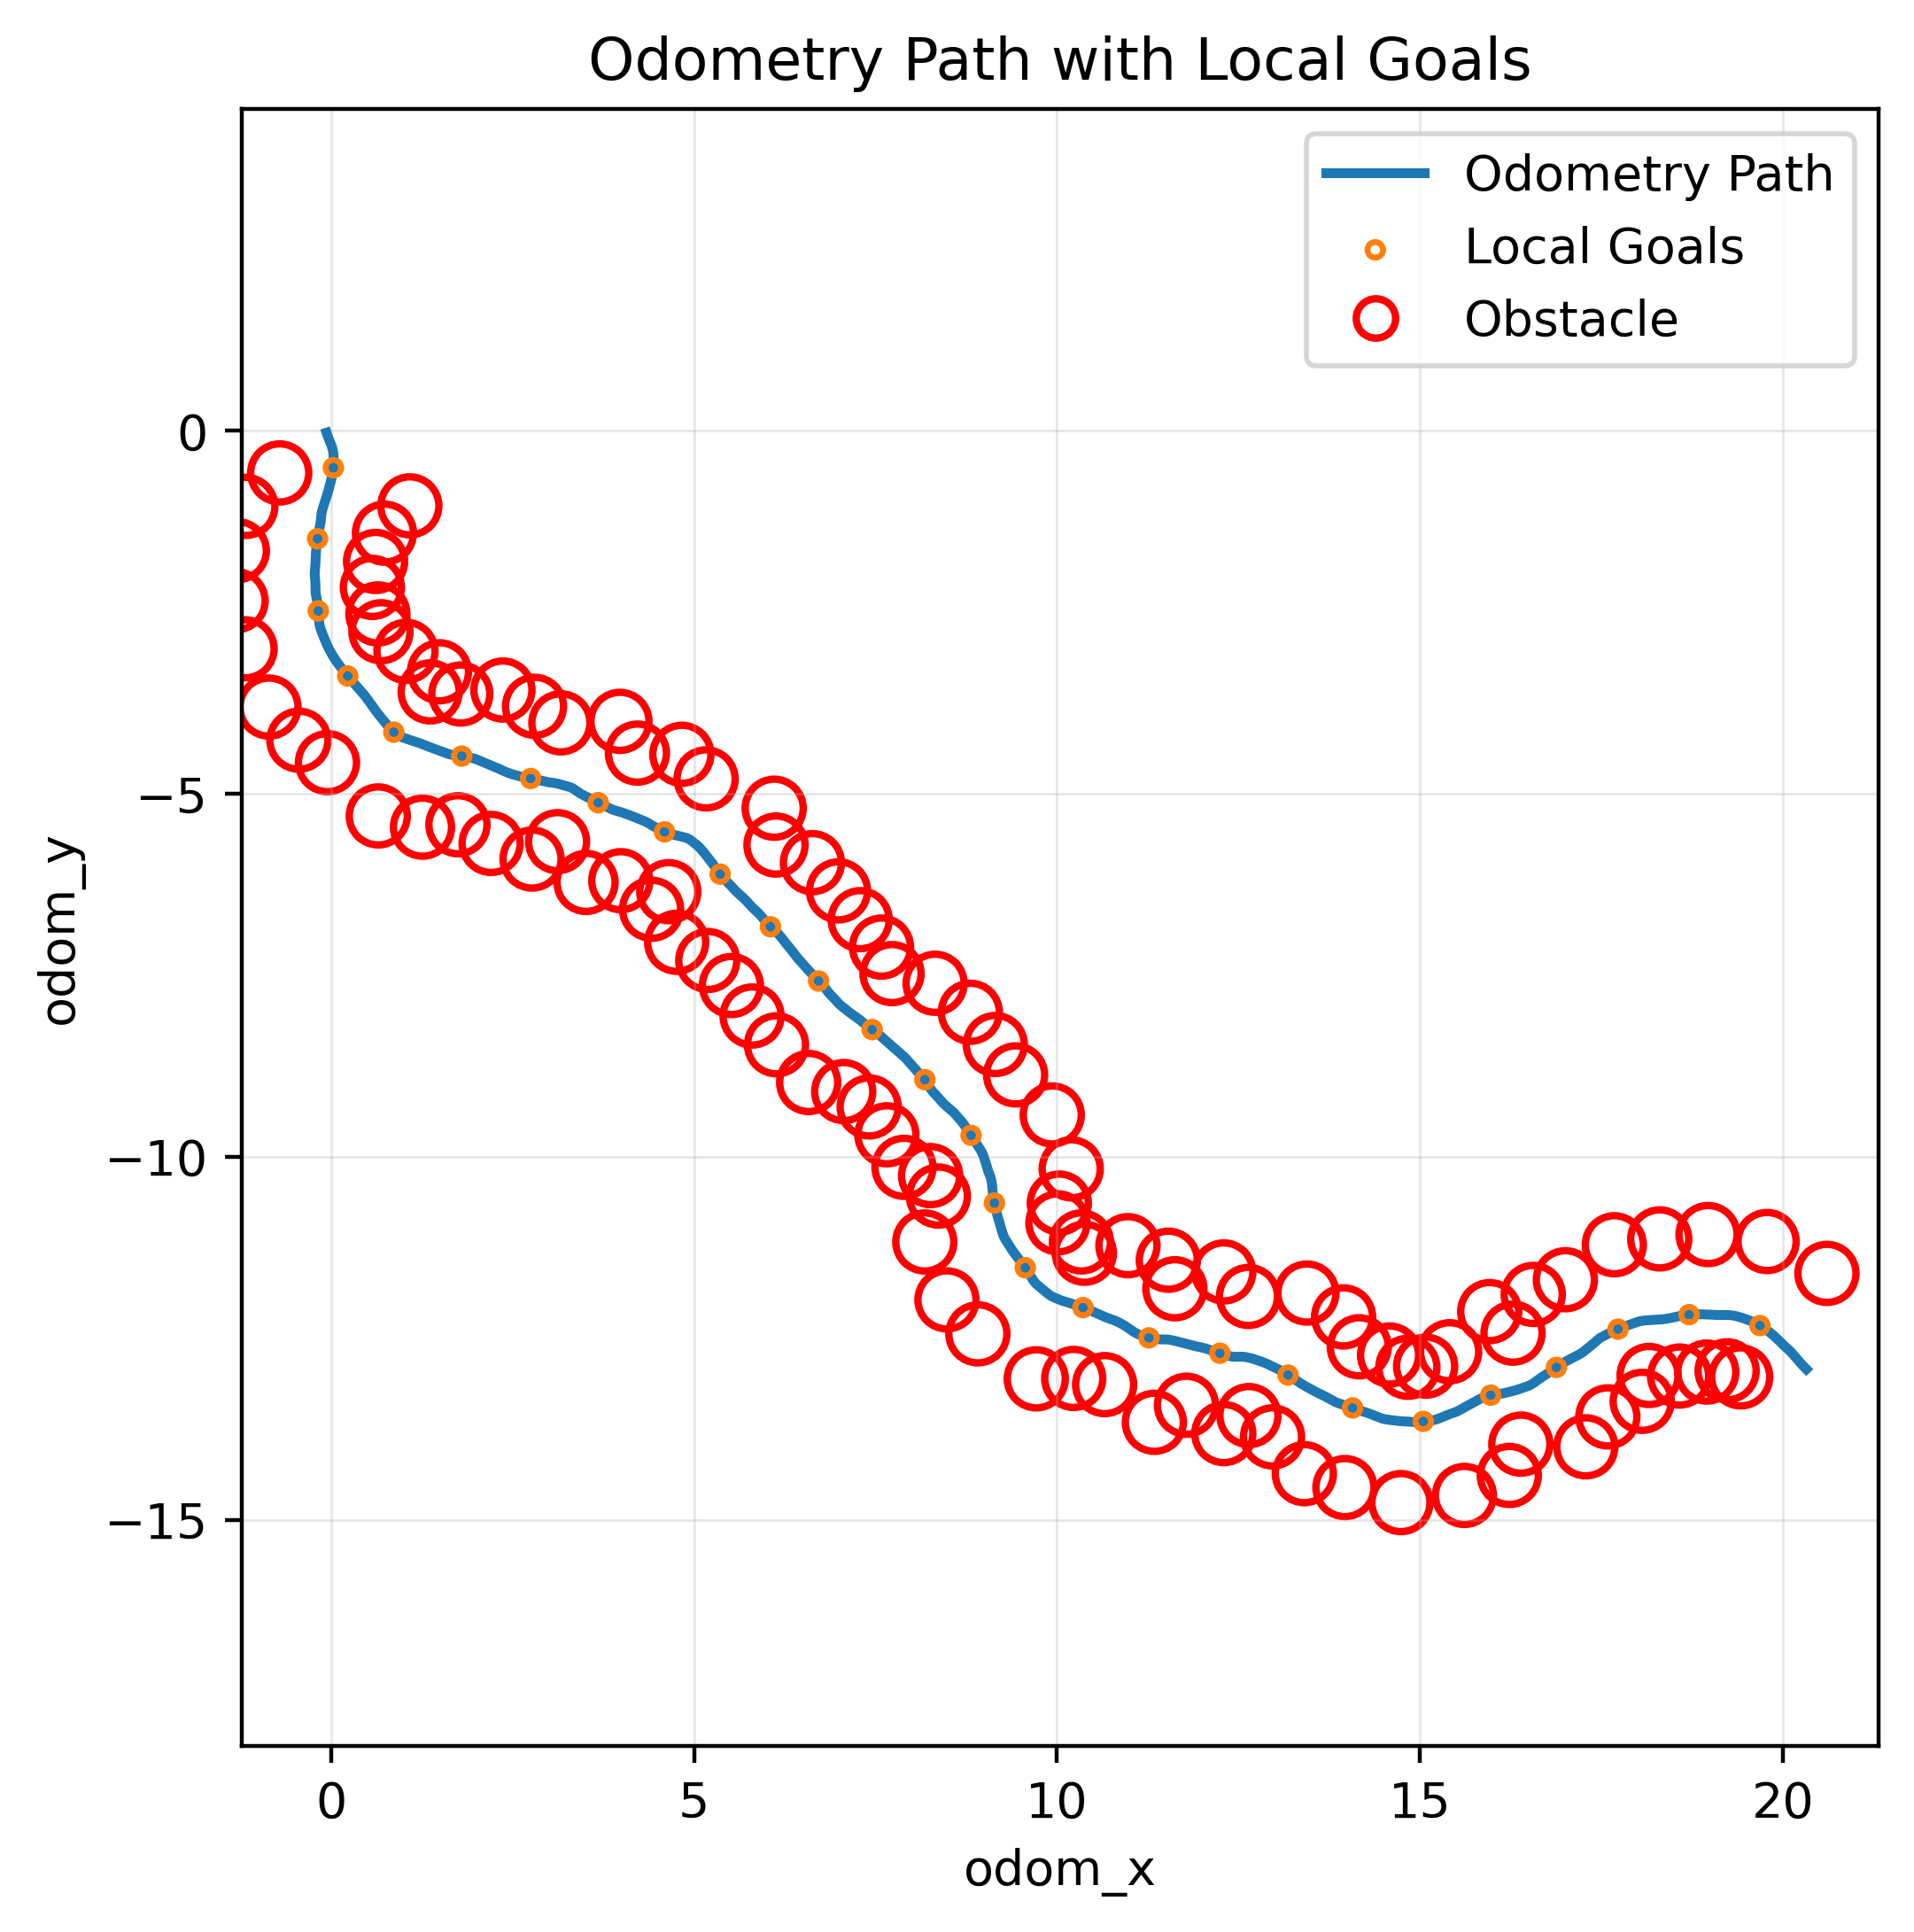 Odometry Path with Local Goals
Odometry Path
Local Goals
Obstacle
odom_y
0
−5
−10
−15
0
5
10
15
20
odom_x